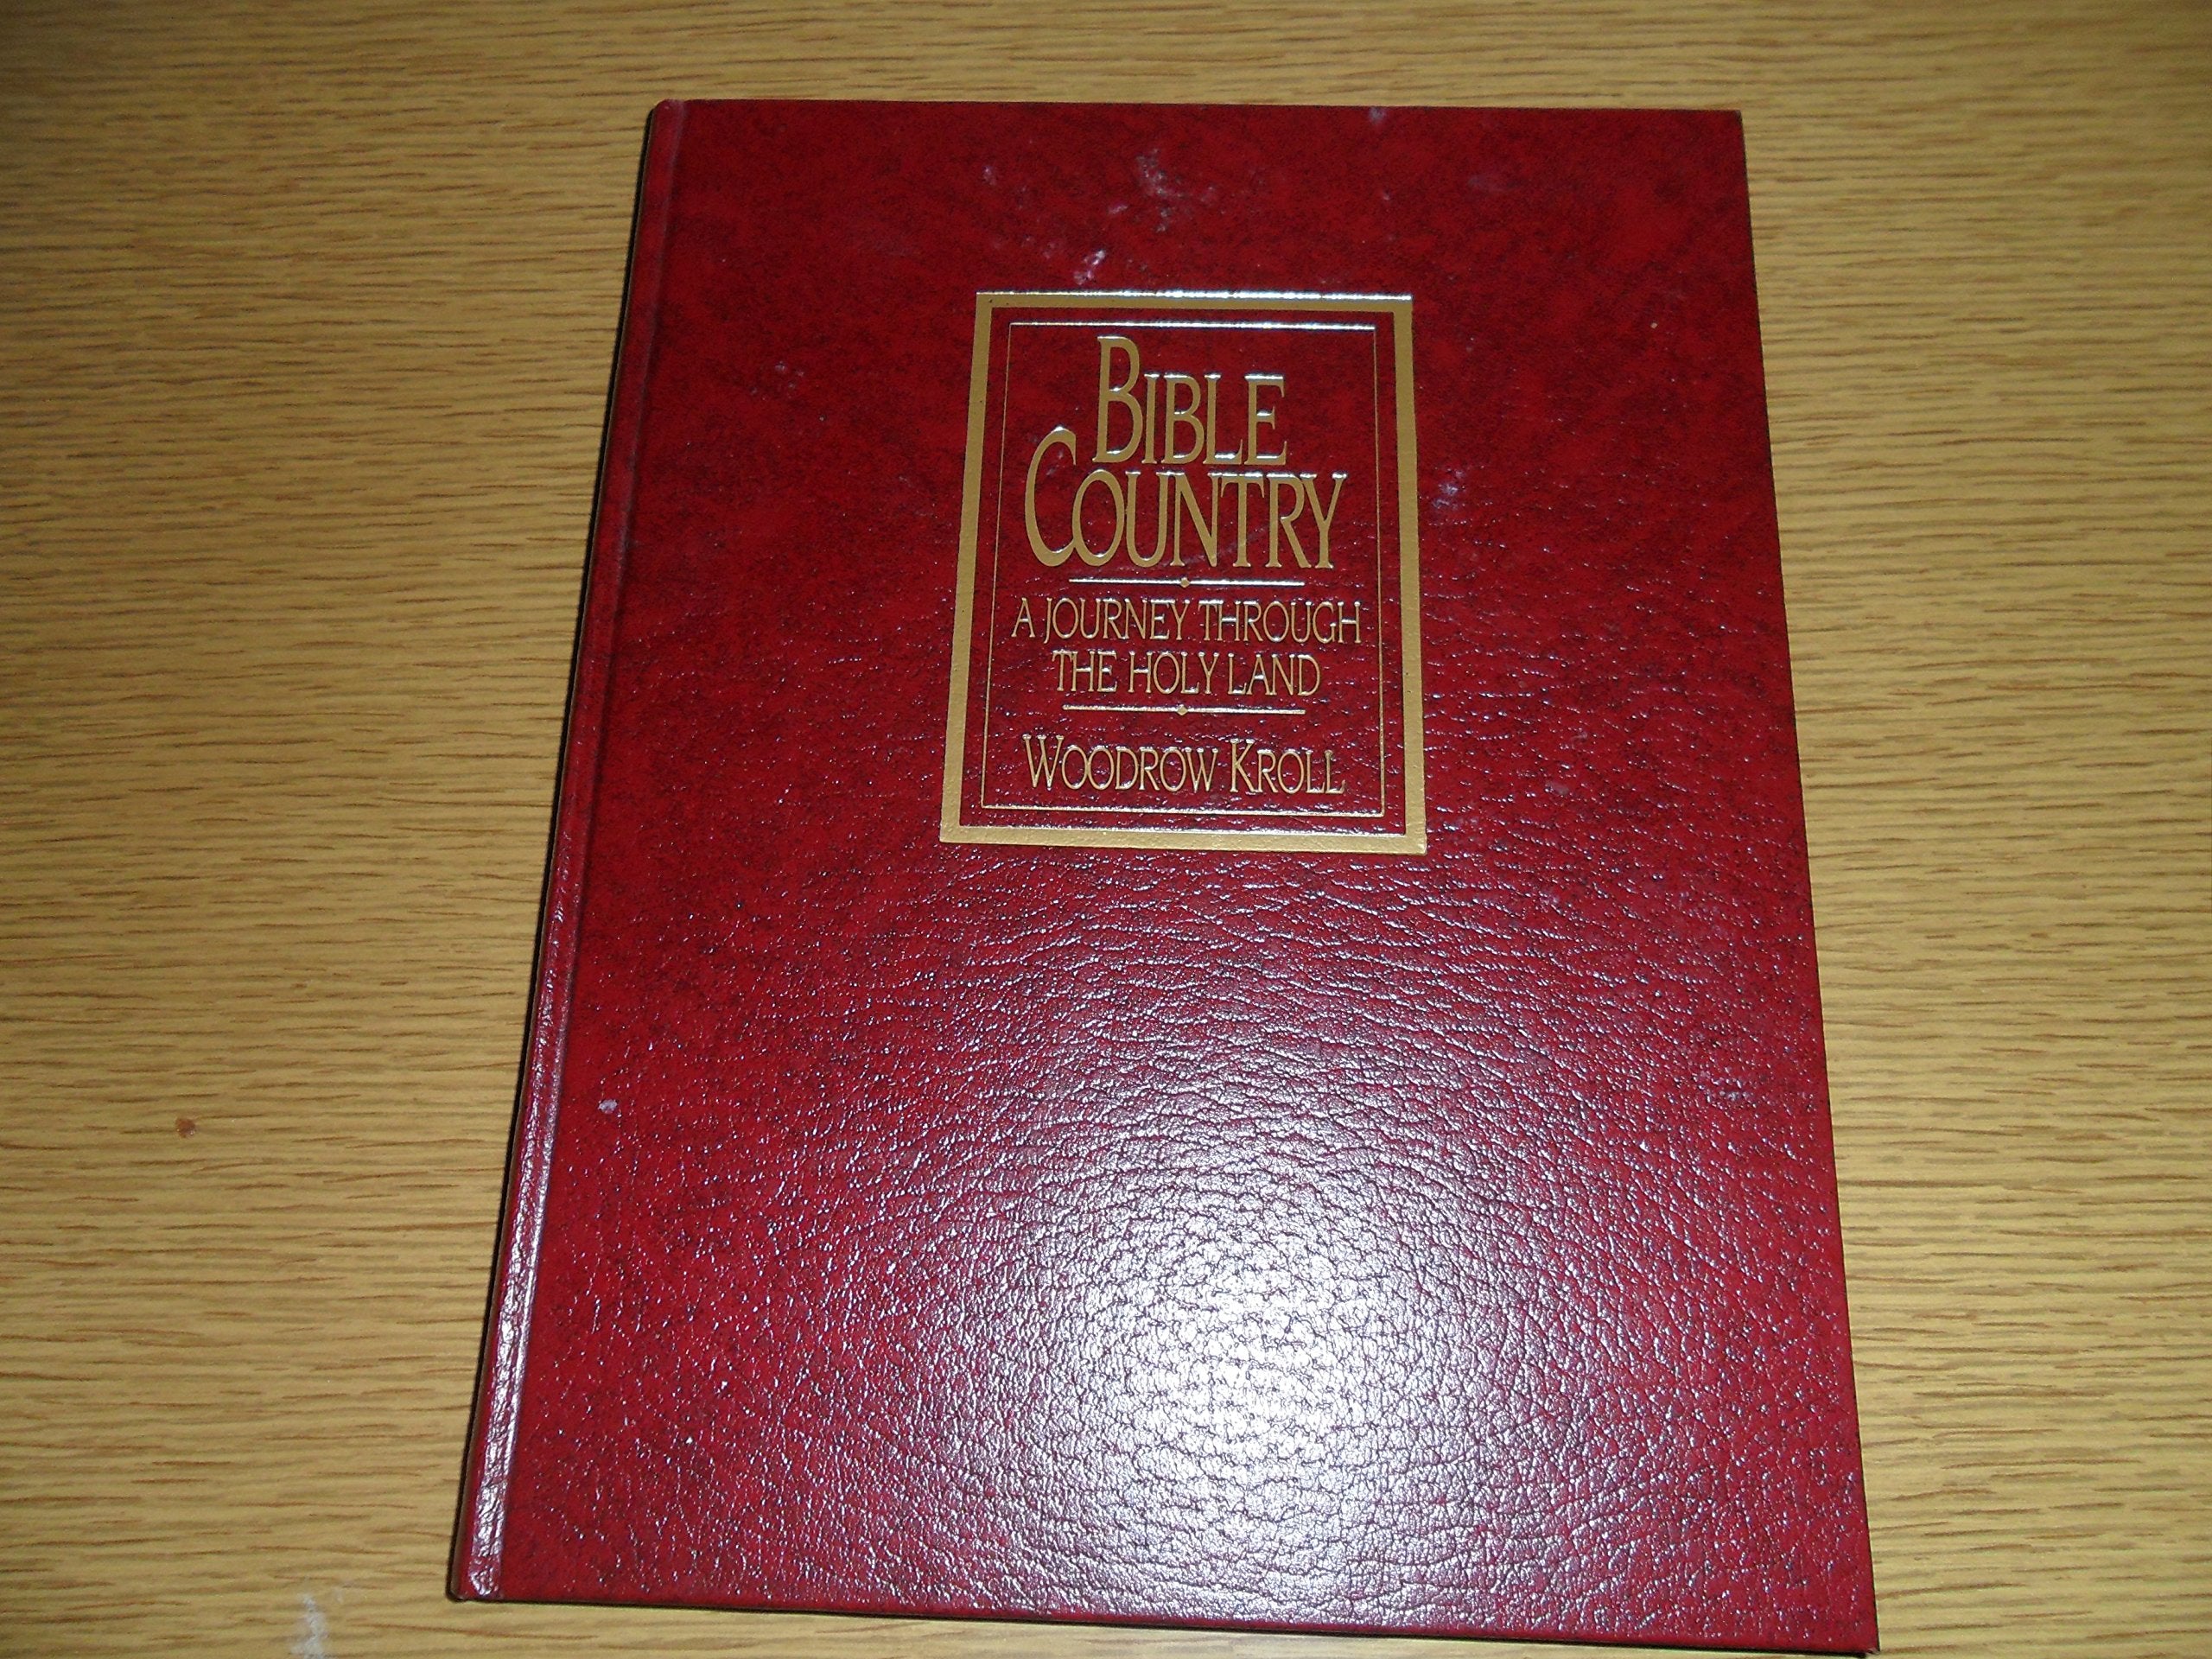 BIBLE
COUNTRY
A JOURNEY THROUGH
THE HOLY LAND
WOODROW KROLL